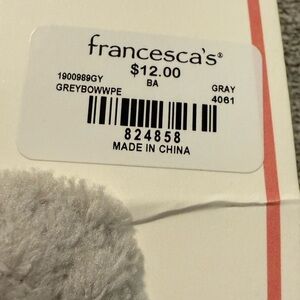 francesca's®
$12.00
1900989GY BA GRAY
GREYBOWWPE 4061
824858
MADE IN CHINA